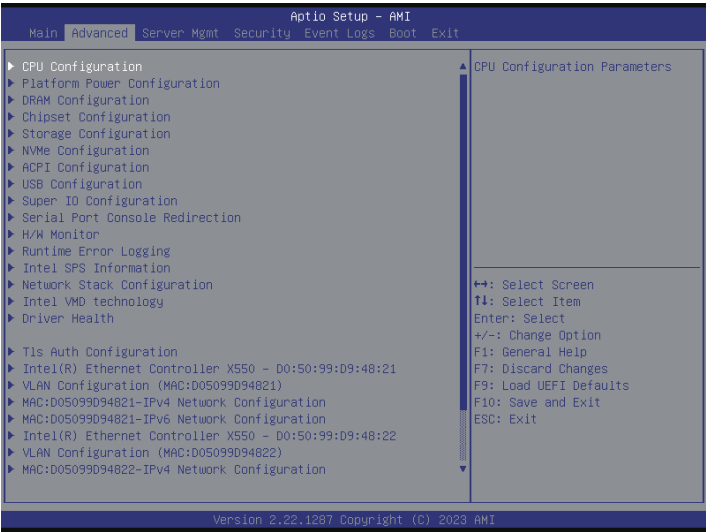 Aptio Setup – AMI
Main Advanced Server Mgmt Security Event Logs Boot Exit
CPU Configuration
Platform Power Configuration
DRAM Configuration
Chipset Configuration
Storage Configuration
NVMe Configuration
ACPI Configuration
USB Configuration
Super IO Configuration
Serial Port Console Redirection
H/W Monitor
Runtime Error Logging
Intel SPS Information
Network Stack Configuration
Intel VMD technology
Driver Health
Tls Auth Configuration
Intel(R) Ethernet Controller X550 – D0:50:99:D9:48:21
VLAN Configuration (MAC:D05099D94821)
MAC:D05099D94821-IPv4 Network Configuration
MAC:D05099D94821-IPv6 Network Configuration
Intel(R) Ethernet Controller X550 – D0:50:99:D9:48:22
VLAN Configuration (MAC:D05099D94822)
MAC:D05099D94822-IPv4 Network Configuration
CPU Configuration Parameters
↔: Select Screen
↑↓: Select Item
Enter: Select
+/-: Change Option
F1: General Help
F7: Discard Changes
F9: Load UEFI Defaults
F10: Save and Exit
ESC: Exit
Version 2.22.1287 Copyright (C) 2023 AMI